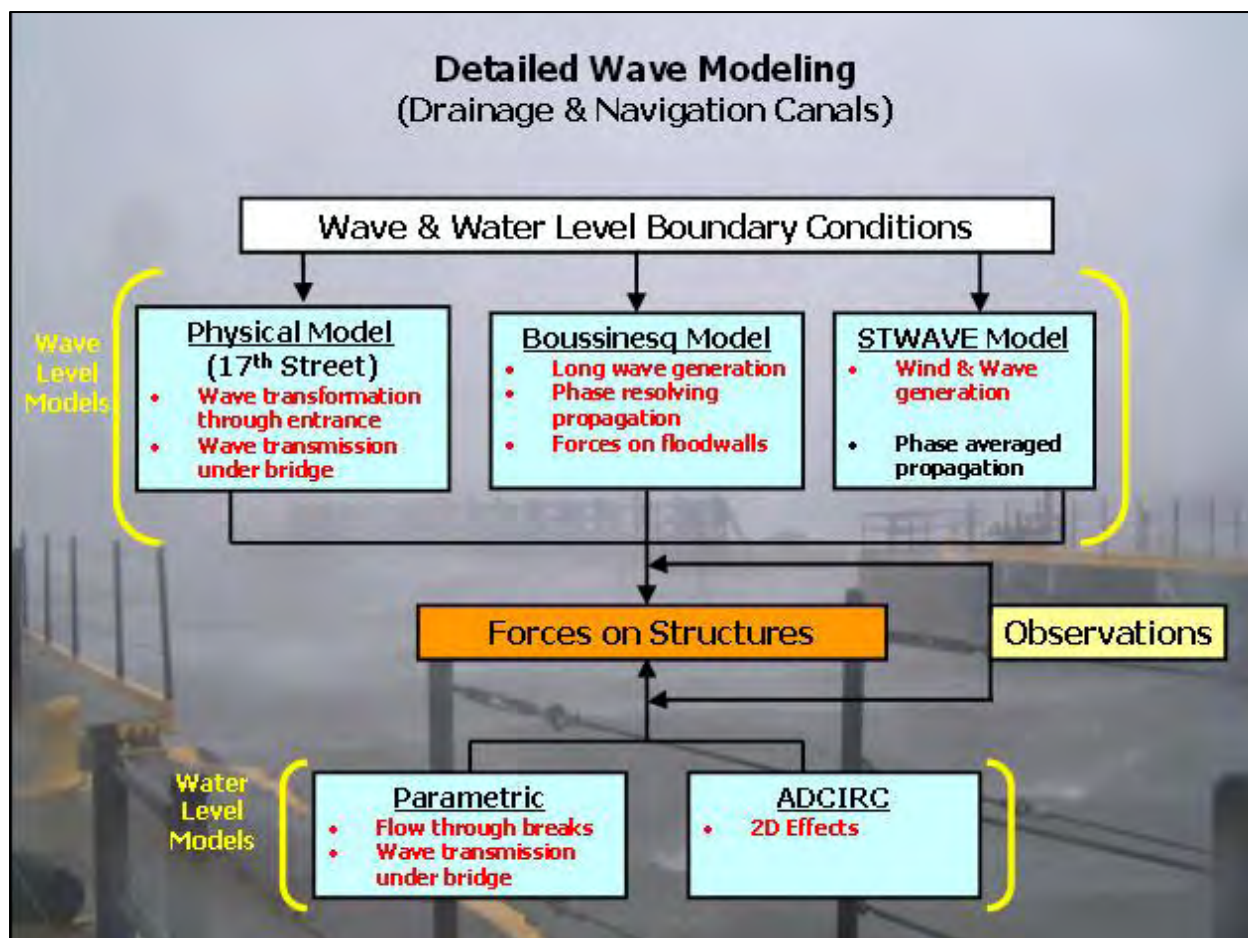 Detailed Wave Modeling
(Drainage & Navigation Canals)
Wave & Water Level Boundary Conditions
Wave
Level
Models
Physical Model
(17th Street)
• Wave transformation
through entrance
• Wave transmission
under bridge
Boussinesq Model
• Long wave generation
• Phase resolving
propagation
• Forces on floodwalls
STWAVE Model
• Wind & Wave
generation
• Phase averaged
propagation
Forces on Structures
Observations
Water
Level
Models
Parametric
• Flow through breaks
• Wave transmission
under bridge
ADCIRC
• 2D Effects